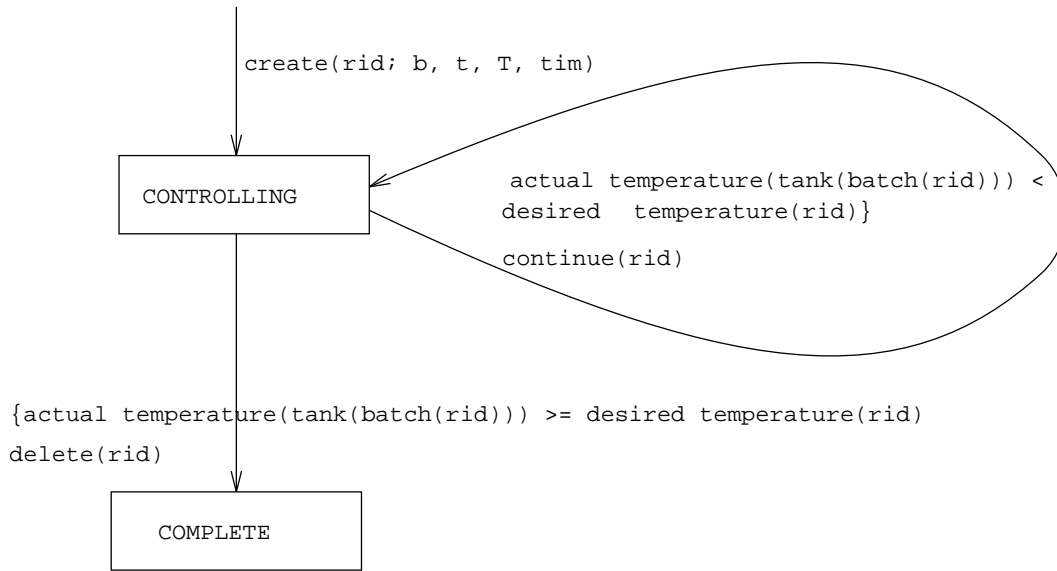 create(rid; b, t, T, tim)
CONTROLLING
actual temperature(tank(batch(rid))) <
desired temperature(rid)}
continue(rid)
{actual temperature(tank(batch(rid))) >= desired temperature(rid)
delete(rid)
COMPLETE